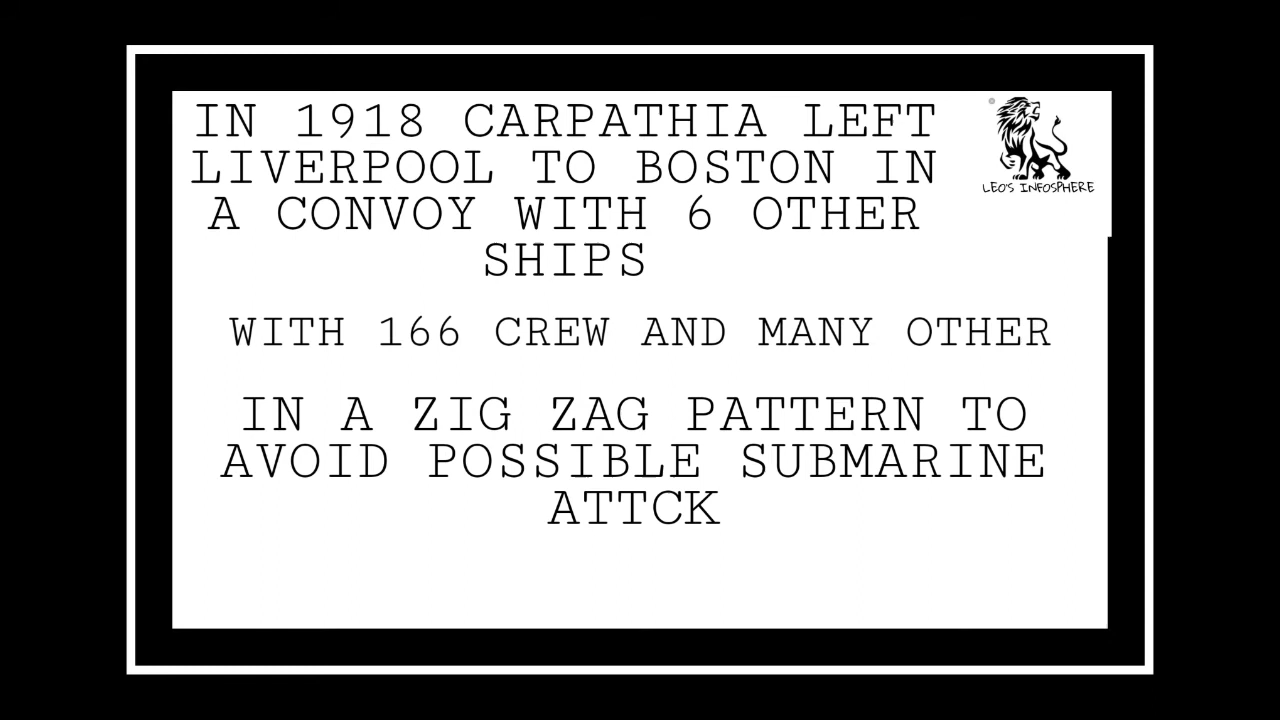 IN 1918 CARPATHIA LEFT
LIVERPOOL TO BOSTON IN
A CONVOY WITH 6 OTHER
SHIPS
LEO'S INFOSPHERE
WITH 166 CREW AND MANY OTHER
IN A ZIG ZAG PATTERN TO
AVOID POSSIBLE SUBMARINE
ATTCK